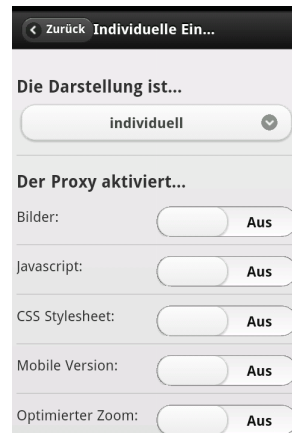 Zurück Individuelle Ein...
Die Darstellung ist...
individuell
Der Proxy aktiviert...
Bilder: Aus
Javascript: Aus
CSS Stylesheet: Aus
Mobile Version: Aus
Optimierter Zoom: Aus